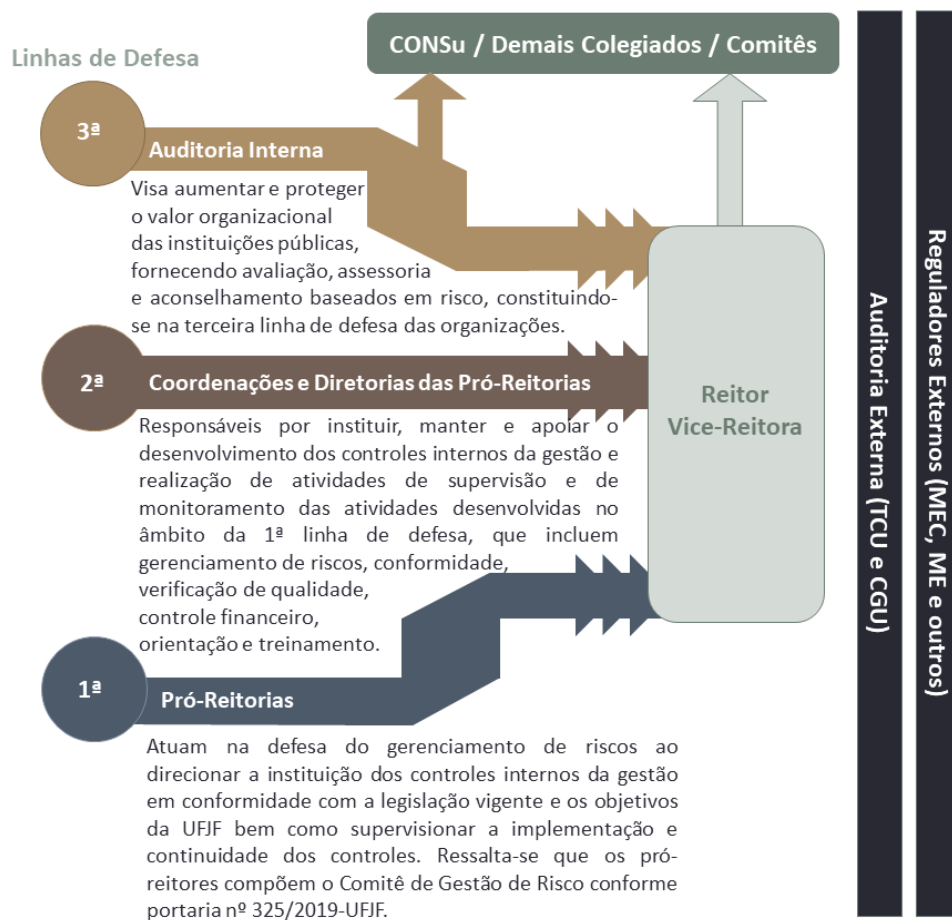 CONSu / Demais Colegiados / Comitês
Linhas de Defesa
3ª
Auditoria Interna
Visa aumentar e proteger
o valor organizacional
das instituições públicas,
fornecendo avaliação, assessoria
e aconselhamento baseados em risco, constituindo-
se na terceira linha de defesa das organizações.
2ª
Coordenações e Diretorias das Pró-Reitorias
Responsáveis por instituir, manter e apoiar o
desenvolvimento dos controles internos da gestão e
realização de atividades de supervisão e de
monitoramento das atividades desenvolvidas no
âmbito da 1ª linha de defesa, que incluem
gerenciamento de riscos, conformidade,
verificação de qualidade,
controle financeiro,
orientação e treinamento.
1ª
Pró-Reitorias
Atuam na defesa do gerenciamento de riscos ao
direcionar a instituição dos controles internos da gestão
em conformidade com a legislação vigente e os objetivos
da UFJF bem como supervisionar a implementação e
continuidade dos controles. Ressalta-se que os pró-
reitores compõem o Comitê de Gestão de Risco conforme
portaria nº 325/2019-UFJF.
Reitor
Vice-Reitora
Auditoria Externa (TCU e CGU)
Reguladores Externos (MEC, ME e outros)